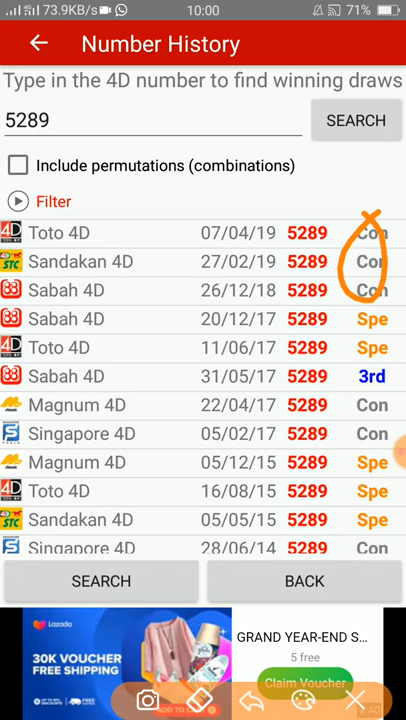 73.9KB/s 10:00 71%
Number History
Type in the 4D number to find winning draws
5289 SEARCH
Include permutations (combinations)
Filter
Toto 4D 07/04/19 5289 Con
Sandakan 4D 27/02/19 5289 Con
Sabah 4D 26/12/18 5289 Con
Sabah 4D 20/12/17 5289 Spe
Toto 4D 11/06/17 5289 Spe
Sabah 4D 31/05/17 5289 3rd
Magnum 4D 22/04/17 5289 Con
Singapore 4D 05/02/17 5289 Con
Magnum 4D 05/12/15 5289 Spe
Toto 4D 16/08/15 5289 Spe
Sandakan 4D 05/05/15 5289 Spe
Singapore 4D 28/06/14 5289 Con
SEARCH BACK
Lazada
30K VOUCHER
FREE SHIPPING
GRAND YEAR-END S...
5 free
Claim Voucher